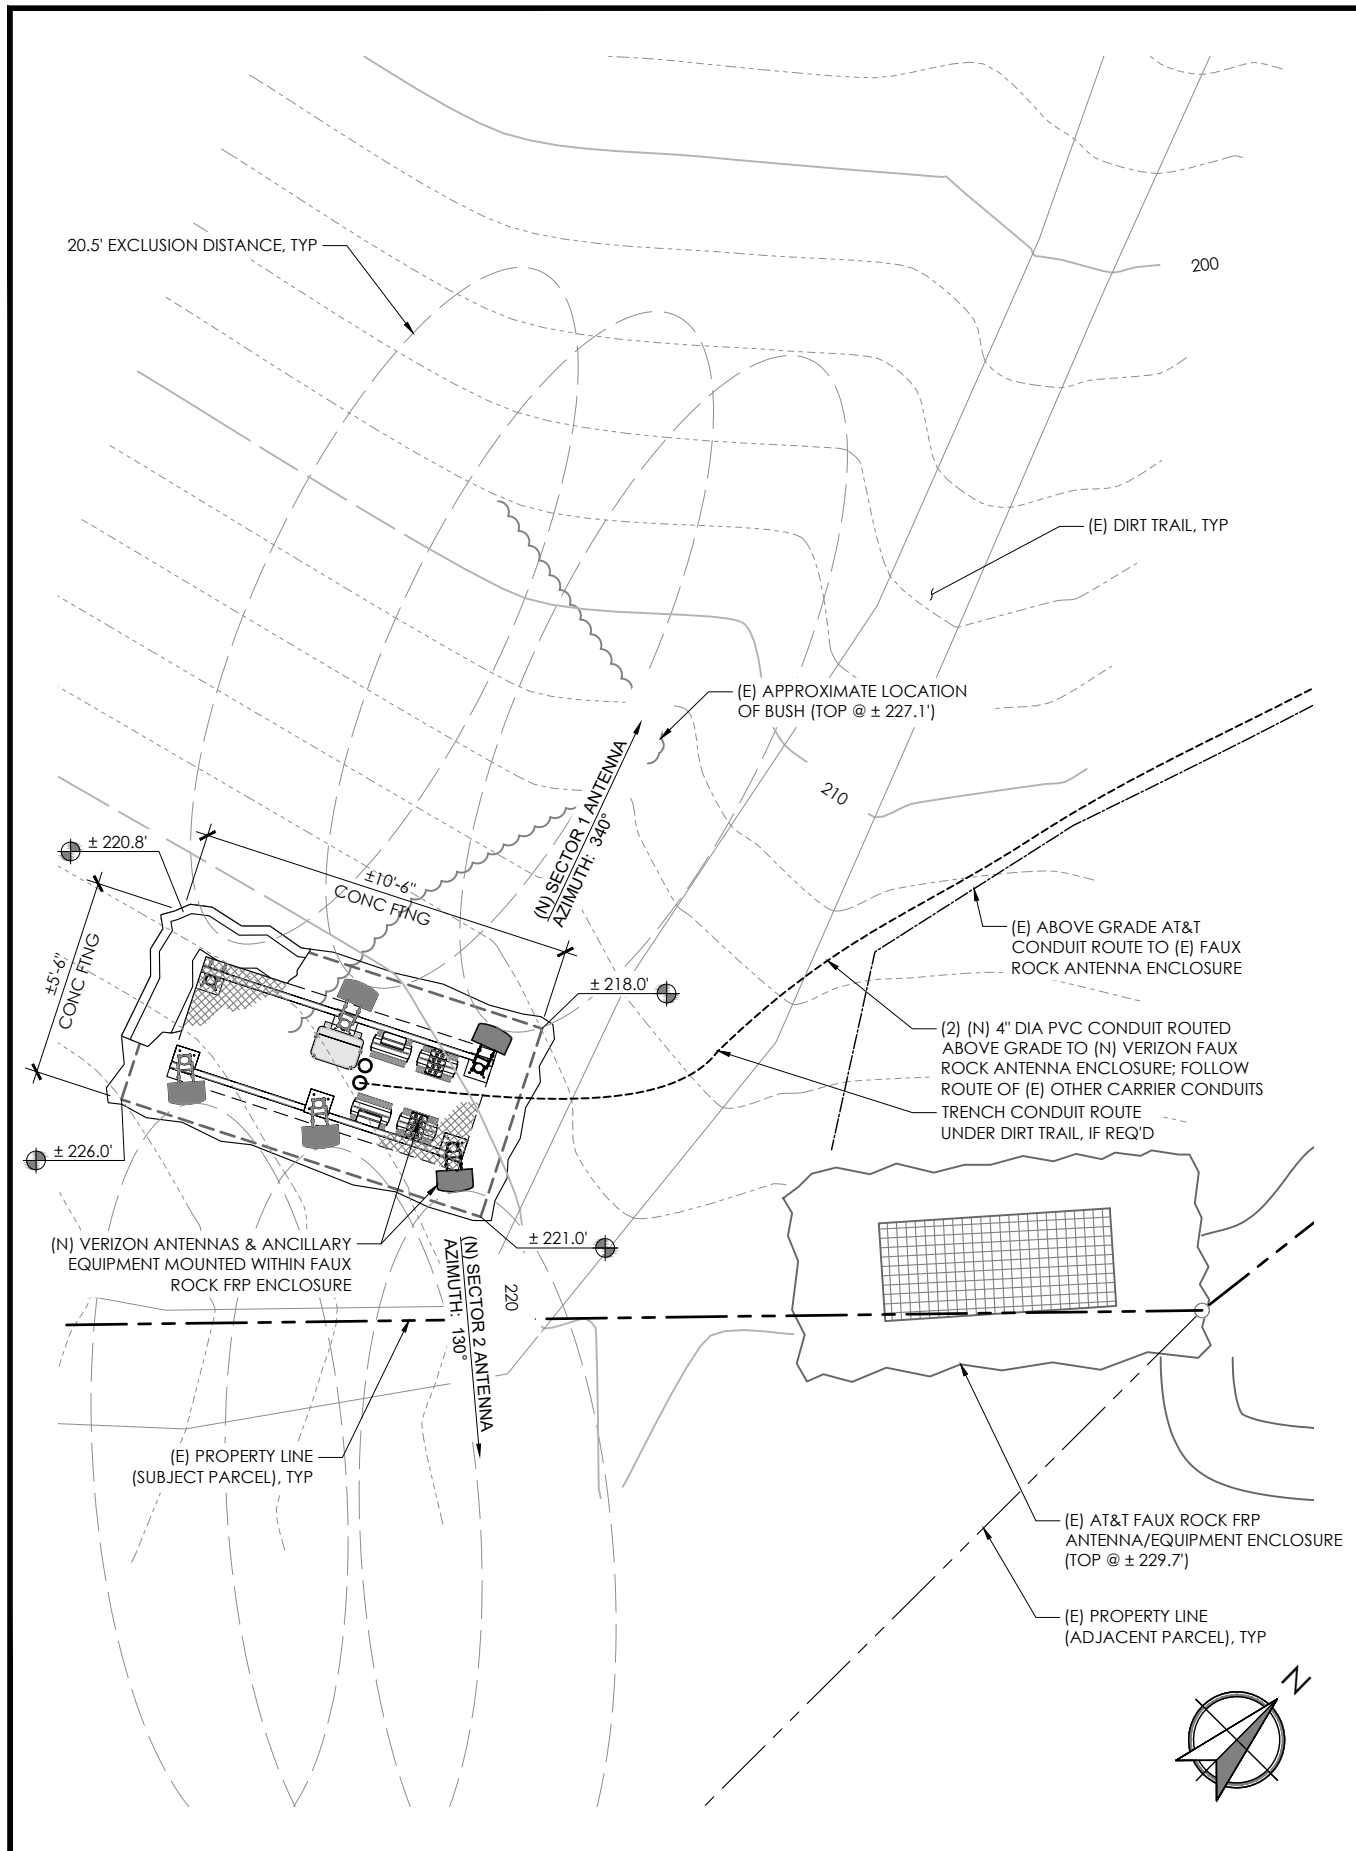 200
20.5' EXCLUSION DISTANCE, TYP
(E) DIRT TRAIL, TYP
(E) APPROXIMATE LOCATION
OF BUSH (TOP @ ± 227.1')
210
(N) SECTOR 1 ANTENNA
AZIMUTH: 340°
± 220.8'
±10'-6"
CONC FTNG
±5'-6"
CONC FTNG
(E) ABOVE GRADE AT&T
CONDUIT ROUTE TO (E) FAUX
ROCK ANTENNA ENCLOSURE
± 218.0'
(2) (N) 4" DIA PVC CONDUIT ROUTED
ABOVE GRADE TO (N) VERIZON FAUX
ROCK ANTENNA ENCLOSURE; FOLLOW
ROUTE OF (E) OTHER CARRIER CONDUITS
TRENCH CONDUIT ROUTE
UNDER DIRT TRAIL, IF REQ'D
± 226.0'
± 221.0'
(N) VERIZON ANTENNAS & ANCILLARY
EQUIPMENT MOUNTED WITHIN FAUX
ROCK FRP ENCLOSURE
(N) SECTOR 2 ANTENNA
AZIMUTH: 130°
220
(E) PROPERTY LINE
(SUBJECT PARCEL), TYP
(E) AT&T FAUX ROCK FRP
ANTENNA/EQUIPMENT ENCLOSURE
(TOP @ ± 229.7')
(E) PROPERTY LINE
(ADJACENT PARCEL), TYP
N